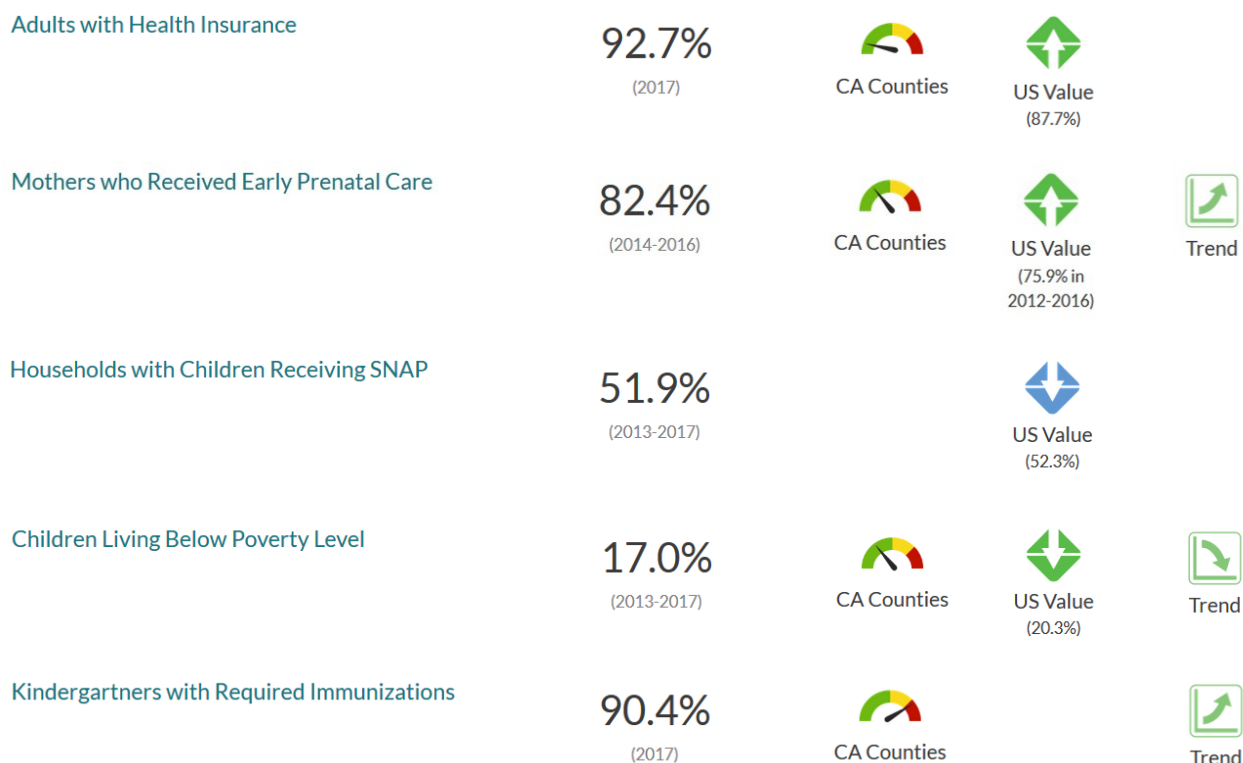 Adults with Health Insurance
92.7%
(2017)
CA Counties
US Value
(87.7%)
Mothers who Received Early Prenatal Care
82.4%
(2014-2016)
CA Counties
US Value
(75.9% in
2012-2016)
Trend
Households with Children Receiving SNAP
51.9%
(2013-2017)
US Value
(52.3%)
Children Living Below Poverty Level
17.0%
(2013-2017)
CA Counties
US Value
(20.3%)
Trend
Kindergartners with Required Immunizations
90.4%
(2017)
CA Counties
Trend